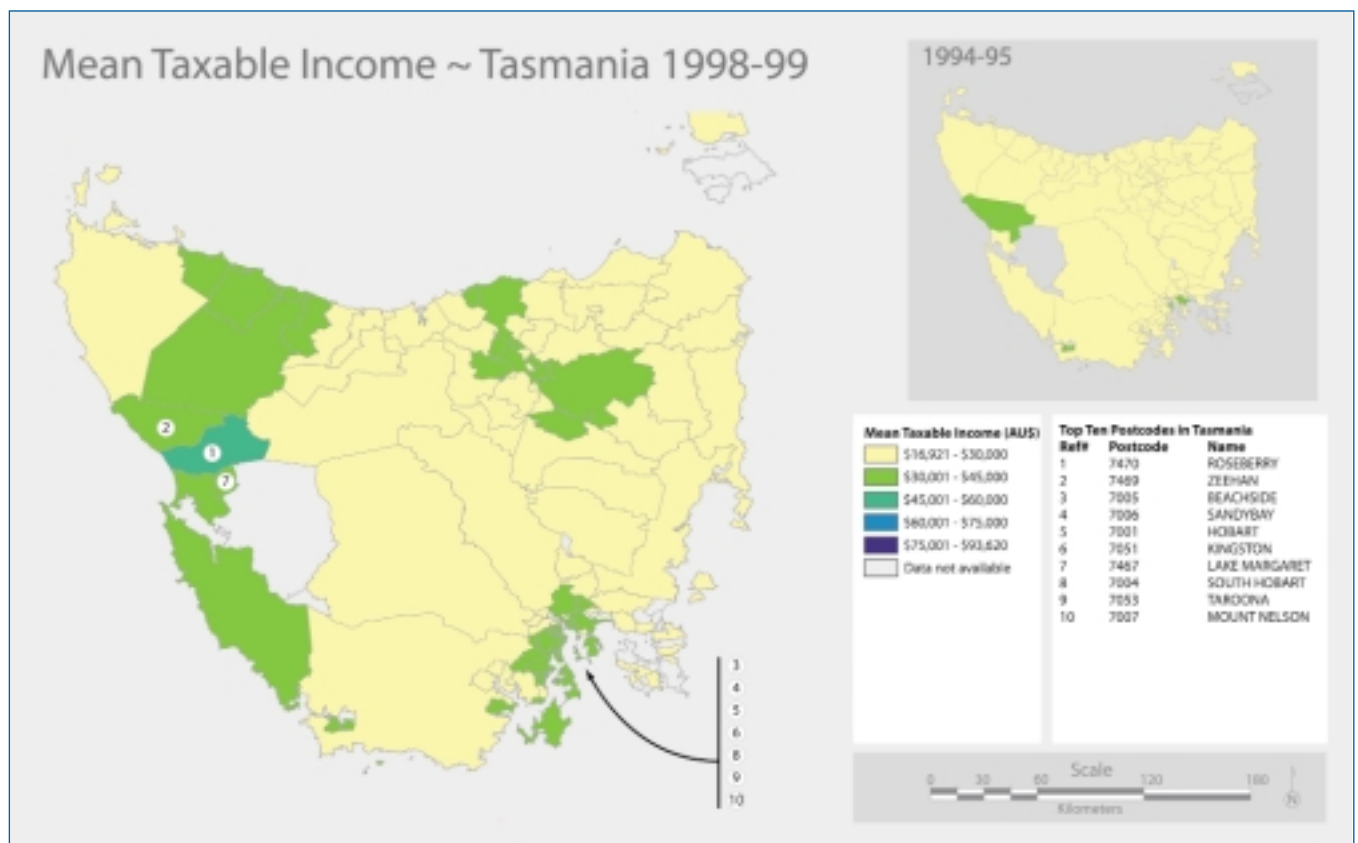 Mean Taxable Income ~ Tasmania 1998-99
1994-95
2
1
7
3
4
5
6
8
9
10
Mean Taxable Income (AU$)
$16,921 - $30,000
$30,001 - $45,000
$45,001 - $60,000
$60,001 - $75,000
$75,001 - $93,620
Data not available
Top Ten Postcodes in Tasmania
Ref# Postcode Name
1 7470 ROSEBERRY
2 7469 ZEEHAN
3 7005 BEACHSIDE
4 7006 SANDYBAY
5 7001 HOBART
6 7051 KINGSTON
7 7467 LAKE MARGARET
8 7004 SOUTH HOBART
9 7053 TAROONA
10 7007 MOUNT NELSON
Scale
0 30 60 120 180
Kilometers
N